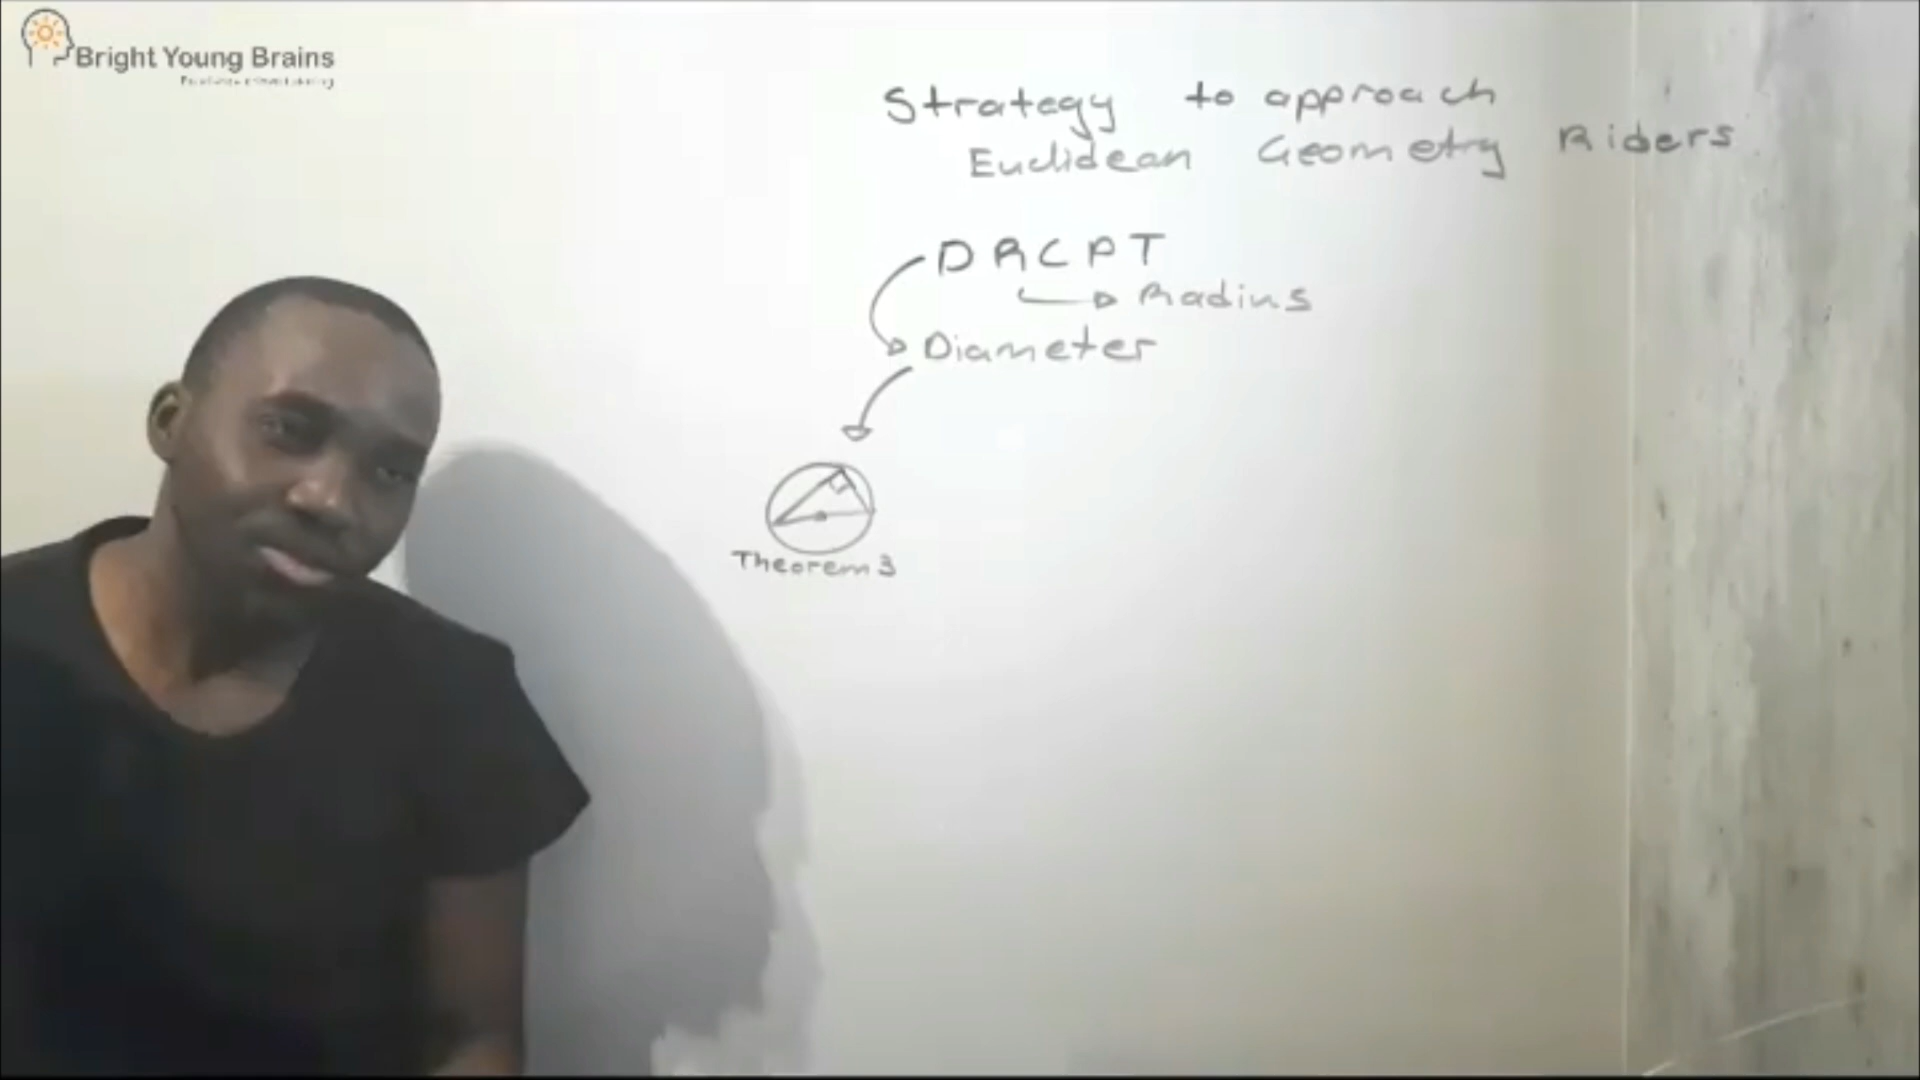 Bright Young Brains
Strategy to approach
Euclidean Geometry Riders
D R C P T
Radius
Diameter
Theorem 3